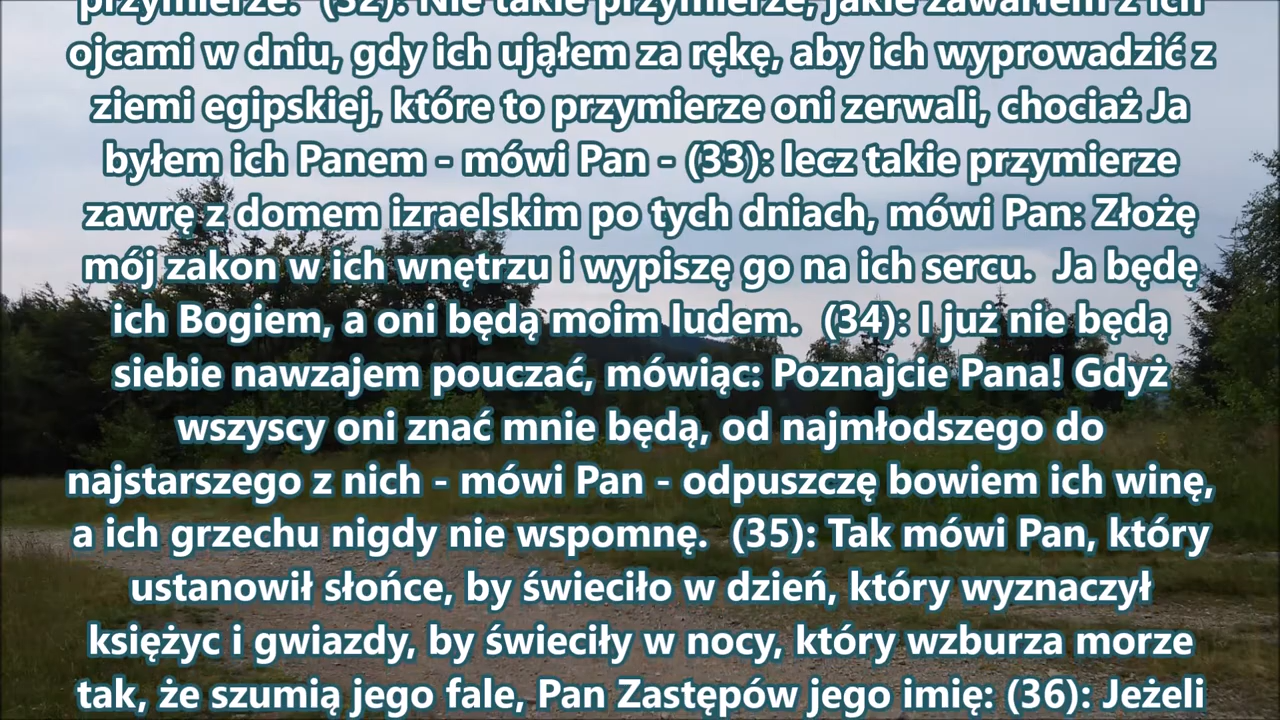 przymierze. (32): Nie takie przymierze, jakie zawarłem z ich
ojcami w dniu, gdy ich ująłem za rękę, aby ich wyprowadzić z
ziemi egipskiej, które to przymierze oni zerwali, chociaż Ja
byłem ich Panem - mówi Pan - (33): lecz takie przymierze
zawrę z domem izraelskim po tych dniach, mówi Pan: Złożę
mój zakon w ich wnętrzu i wypiszę go na ich sercu. Ja będę
ich Bogiem, a oni będą moim ludem. (34): I już nie będą
siebie nawzajem pouczać, mówiąc: Poznajcie Pana! Gdyż
wszyscy oni znać mnie będą, od najmłodszego do
najstarszego z nich - mówi Pan - odpuszczę bowiem ich winę,
a ich grzechu nigdy nie wspomnę. (35): Tak mówi Pan, który
ustanowił słońce, by świeciło w dzień, który wyznaczył
księżyc i gwiazdy, by świeciły w nocy, który wzburza morze
tak, że szumią jego fale, Pan Zastępów jego imię: (36): Jeżeli